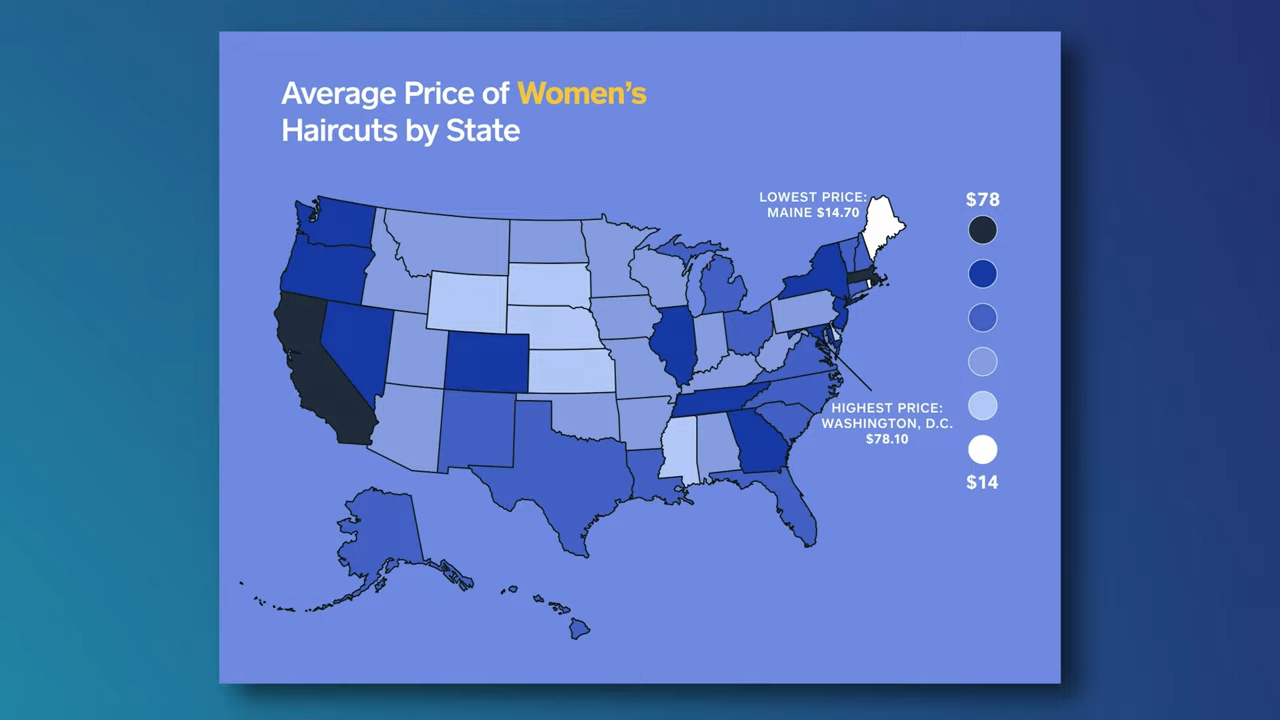 Average Price of Women's
Haircuts by State
LOWEST PRICE:
MAINE $14.70
$78
HIGHEST PRICE:
WASHINGTON, D.C.
$78.10
$14